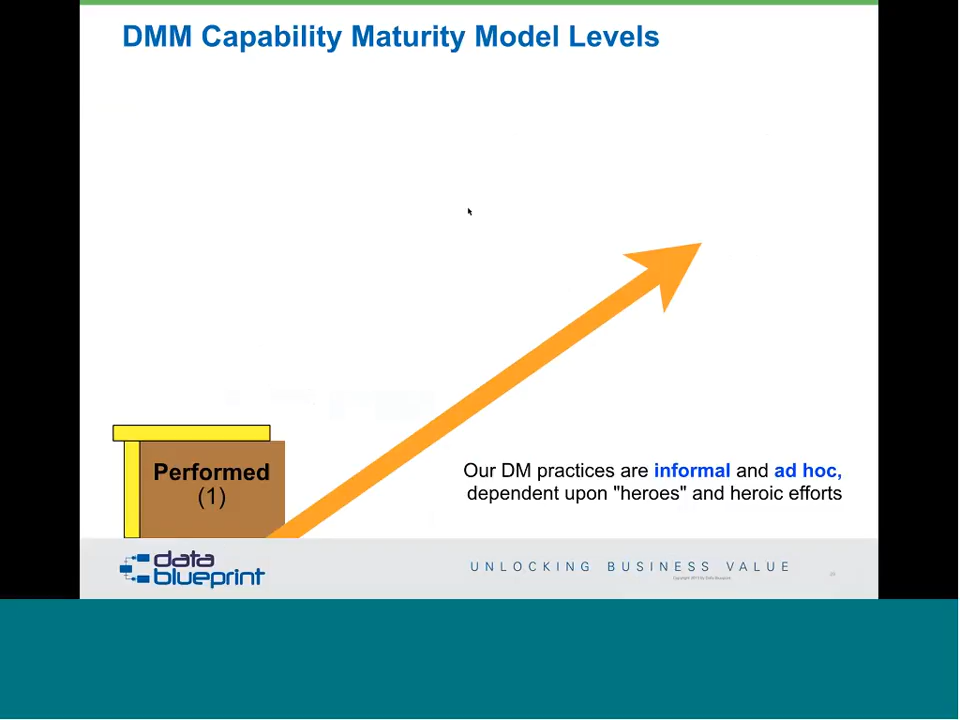 DMM Capability Maturity Model Levels
Performed
(1)
Our DM practices are informal and ad hoc,
dependent upon "heroes" and heroic efforts
data
blueprint
UNLOCKING BUSINESS VALUE